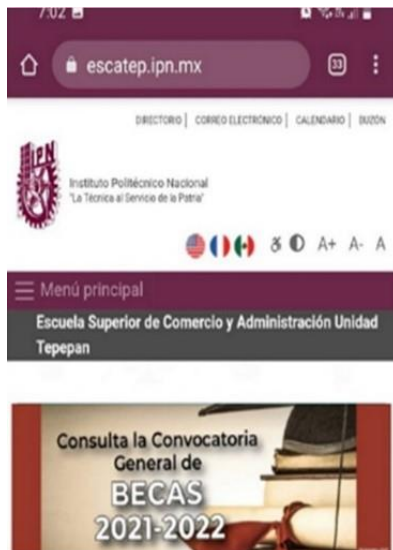 7:02
escatep.ipn.mx
33
DIRECTORIO | CORREO ELECTRÓNICO | CALENDARIO | BUZÓN
IPN
Instituto Politécnico Nacional
"La Técnica al Servicio de la Patria"
A+ A- A
Menú principal
Escuela Superior de Comercio y Administración Unidad
Tepepan
Consulta la Convocatoria
General de
BECAS
2021-2022